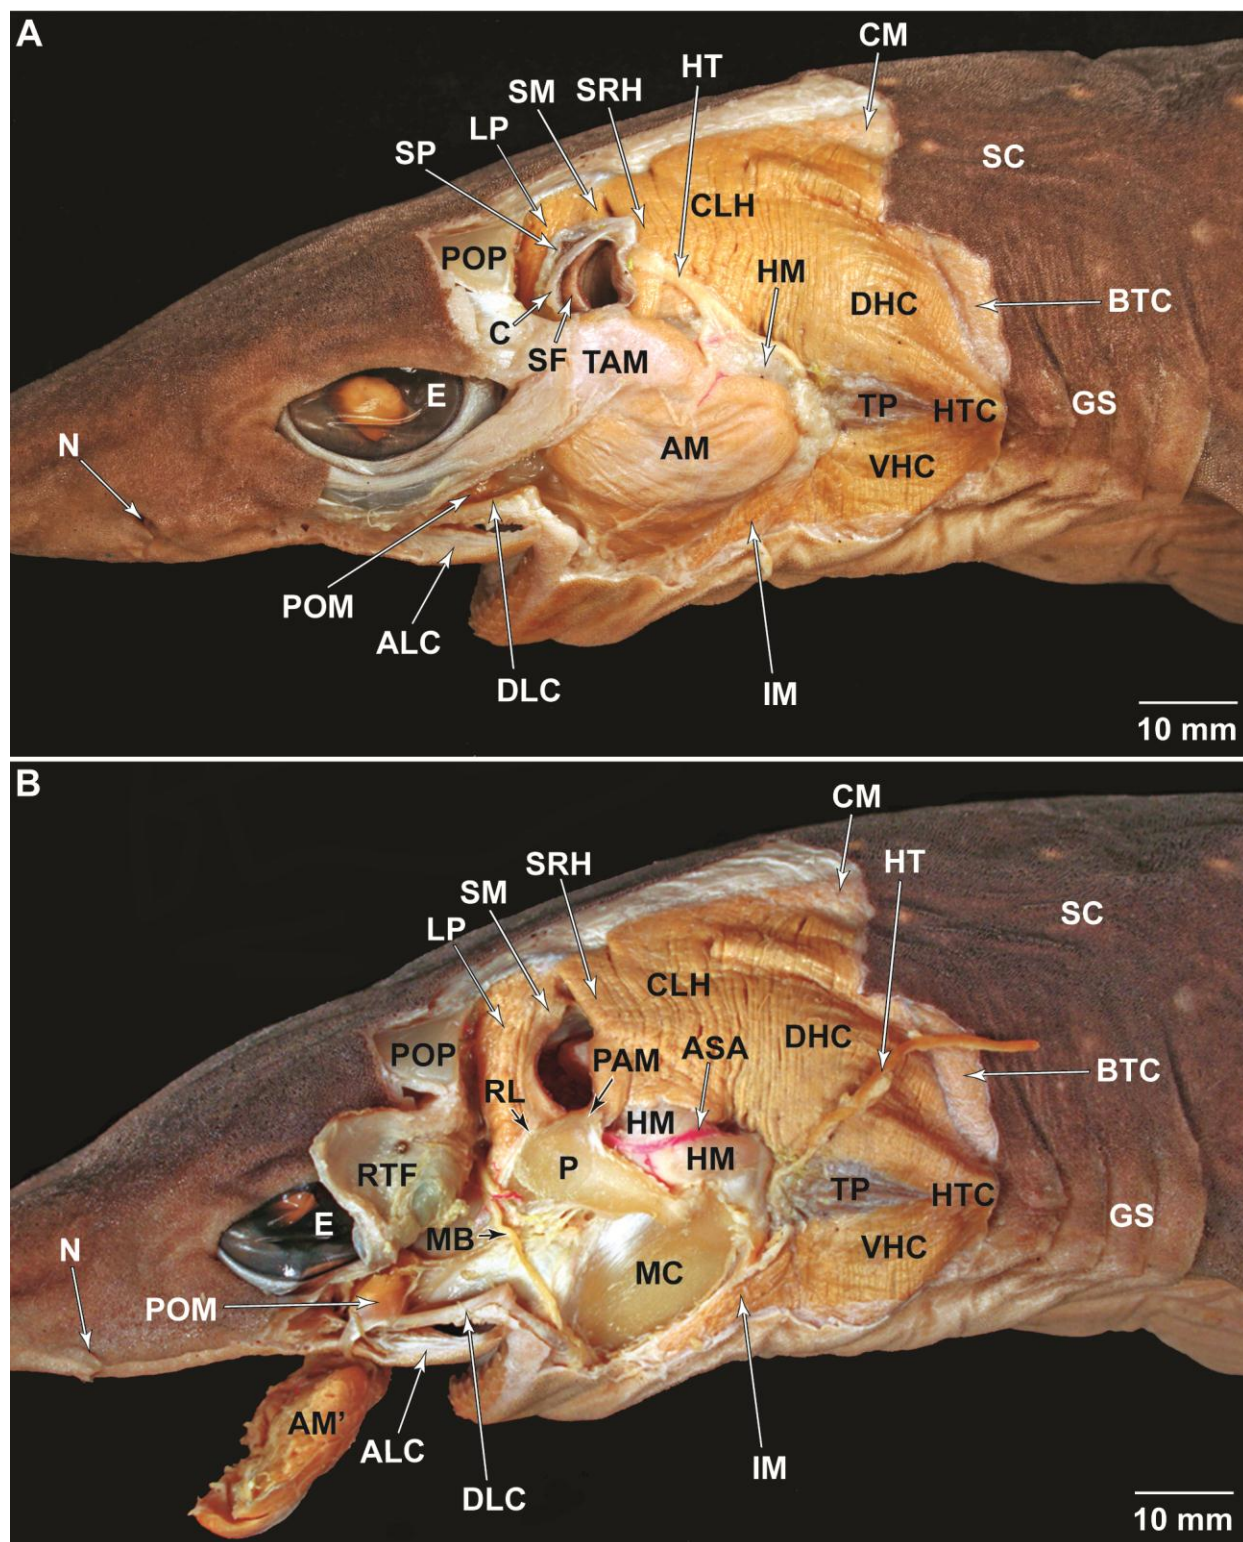 A
CM
HT
SM SRH
LP
SP
SC
CLH
POP
HM
DHC
BTC
C
SF TAM
E
TP HTC GS
N
AM
VHC
POM
ALC
DLC
IM
10 mm
B
CM
HT
SRH
SM
LP
SC
CLH
DHC
POP
PAM ASA
BTC
RL
HM
P
HM
RTF
TP HTC
E
MB
GS
N
VHC
MC
POM
AM’
ALC
DLC
IM
10 mm